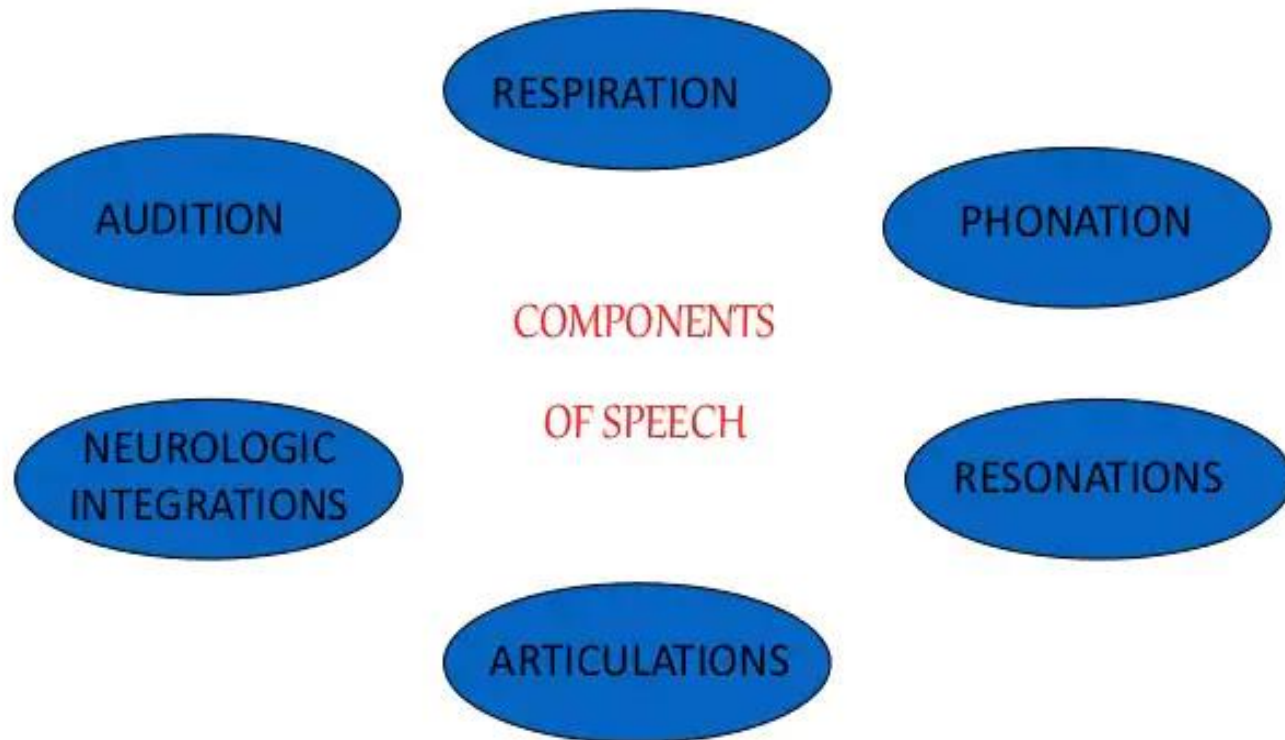 RESPIRATION
AUDITION
PHONATION
COMPONENTS
OF SPEECH
NEUROLOGIC
INTEGRATIONS
RESONATIONS
ARTICULATIONS